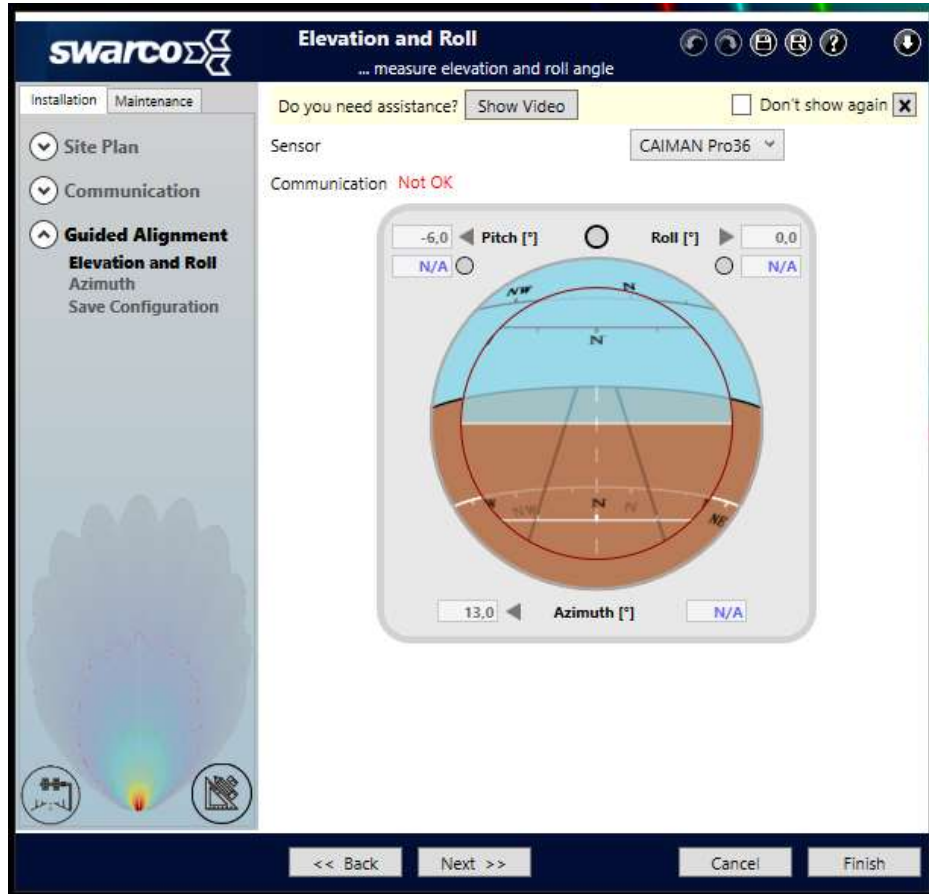 swarco
Elevation and Roll
... measure elevation and roll angle
Installation Maintenance
Do you need assistance? Show Video Don't show again
Site Plan
Communication
Guided Alignment
Elevation and Roll
Azimuth
Save Configuration
Sensor CAIMAN Pro36
Communication Not OK
-6,0 Pitch [°] Roll [°] 0,0
N/A N/A
NW N
N
W N
NW N NE
13,0 Azimuth [°] N/A
<< Back Next >> Cancel Finish